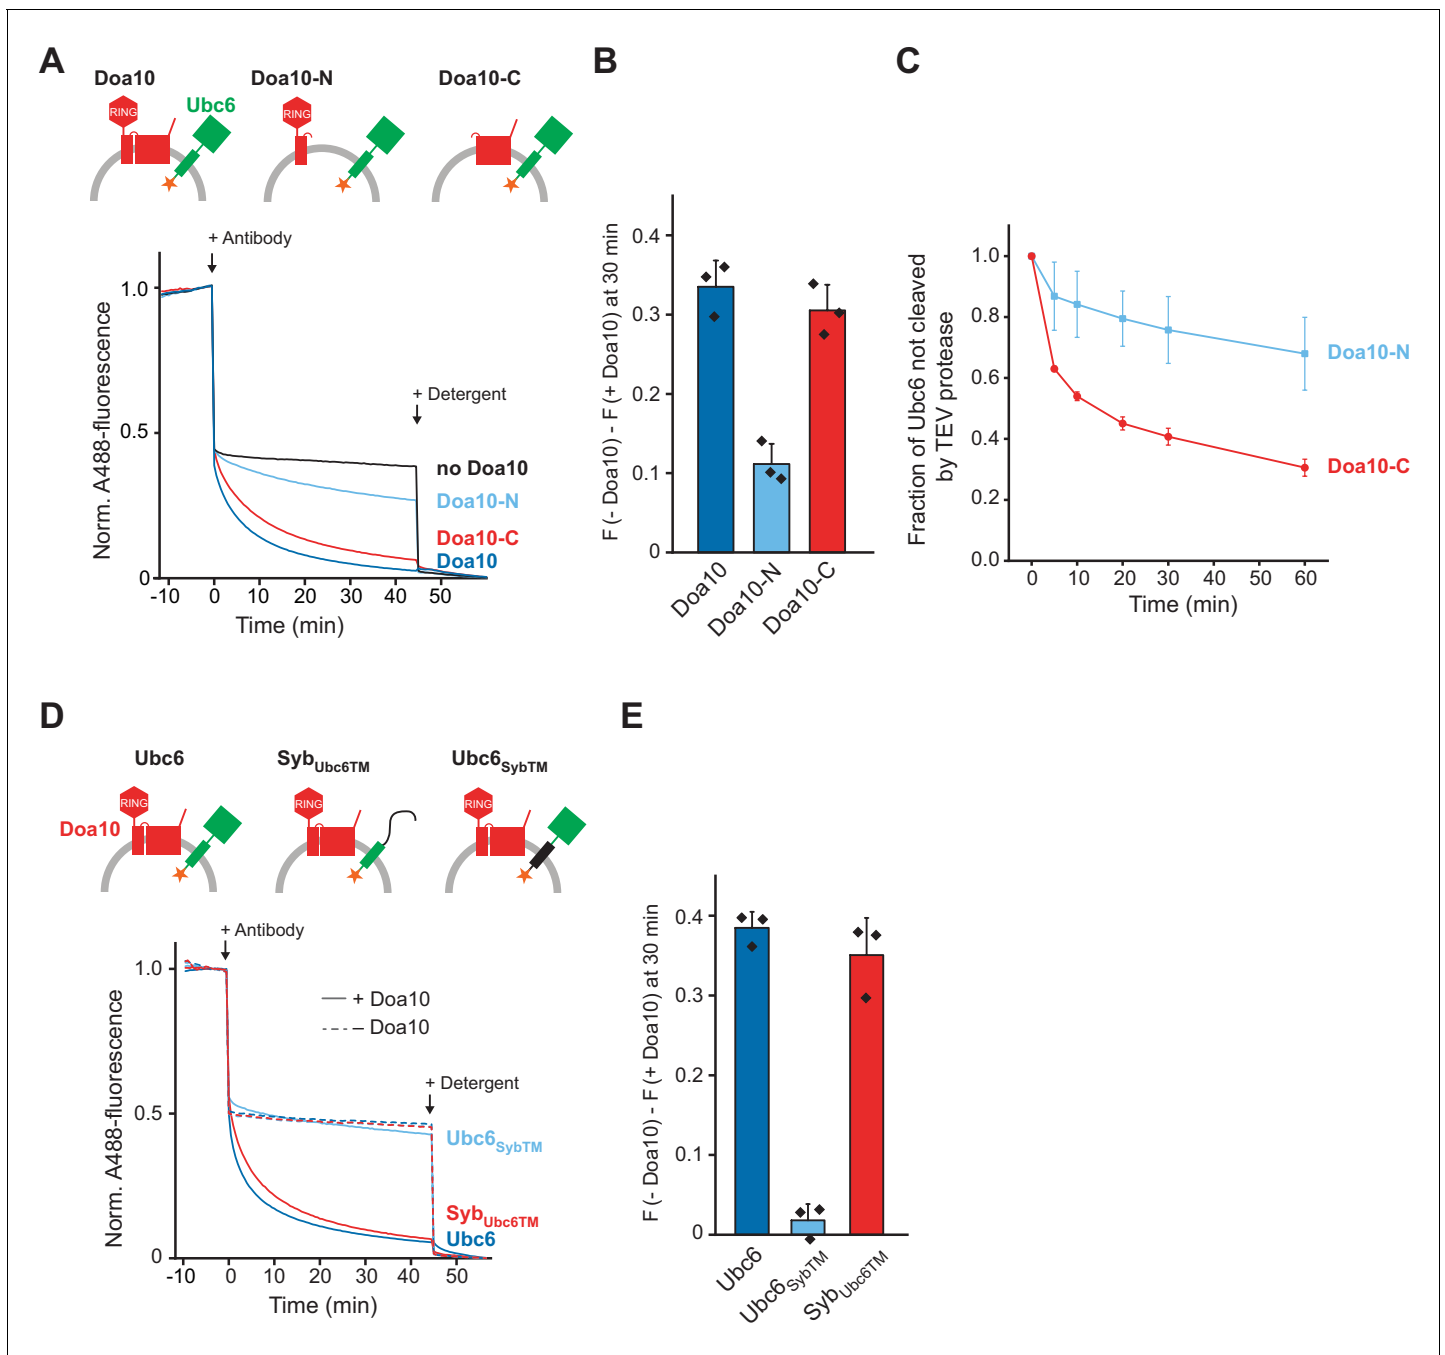 A
Doa10
Doa10-N
Doa10-C
RING
Ubc6
RING
+ Antibody
1.0
Norm. A488-fluorescence
+ Detergent
0.5
no Doa10
Doa10-N
Doa10-C
Doa10
0
-10 0 10 20 30 40 50
Time (min)
B
F (- Doa10) - F (+ Doa10) at 30 min
0.4
0.3
0.2
0.1
0
Doa10
Doa10-N
Doa10-C
C
Fraction of Ubc6 not cleaved
by TEV protease
1.0
0.8
0.6
0.4
0.2
0.0
Doa10-N
Doa10-C
0 10 20 30 40 50 60
Time (min)
D
Ubc6
SybUbc6TM
Ubc6SybTM
RING
RING
RING
Doa10
+ Antibody
1.0
Norm. A488-fluorescence
+ Doa10
– Doa10
+ Detergent
0.5
Ubc6SybTM
SybUbc6TM
Ubc6
0
-10 0 10 20 30 40 50
Time (min)
E
F (- Doa10) - F (+ Doa10) at 30 min
0.4
0.3
0.2
0.1
0
Ubc6
Ubc6SybTM
SybUbc6TM